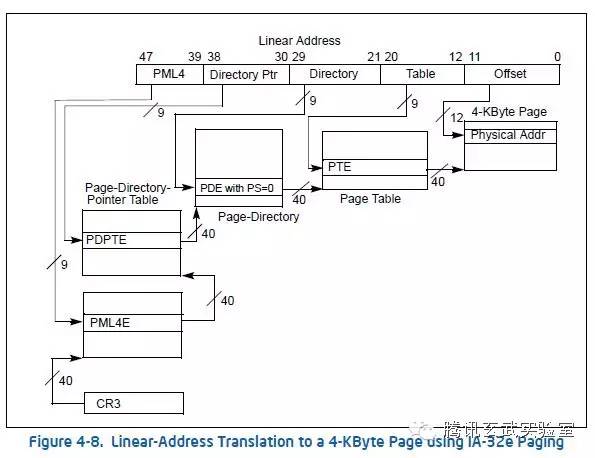 Linear Address
47 39 38 30 29 21 20 12 11 0
PML4 Directory Ptr Directory Table Offset
9 9
9 12 4-KByte Page
Physical Addr
PTE
PDE with PS=0 40 40
Page-Directory-
Pointer Table
Page Table
Page-Directory
PDPTE 40
9
40
PML4E
40
CR3
腾讯玄武实验室
Figure 4-8. Linear-Address Translation to a 4-KByte Page using IA-32e Paging